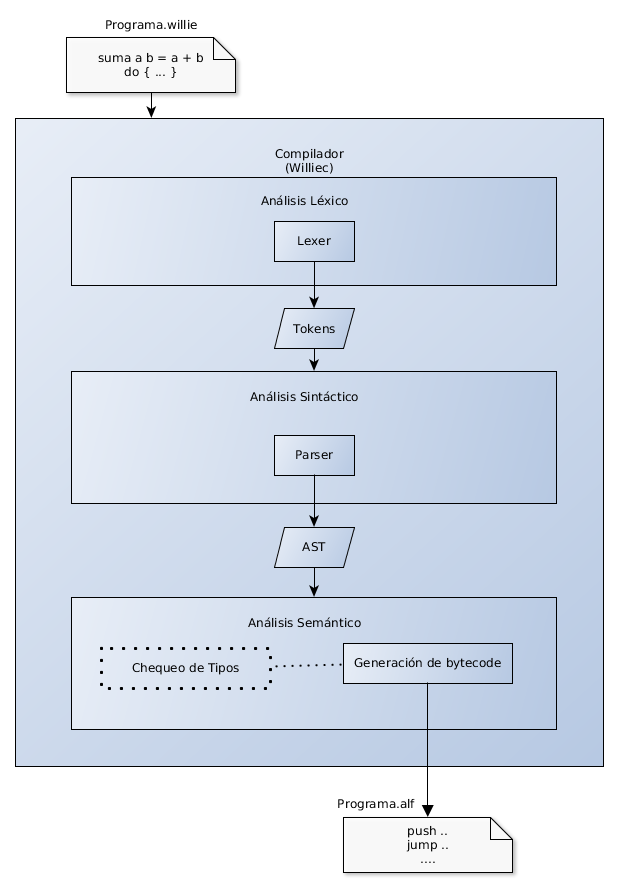 Programa.willie
suma a b = a + b
do { ... }
Compilador
(Williec)
Análisis Léxico
Lexer
Tokens
Análisis Sintáctico
Parser
AST
Análisis Semántico
Chequeo de Tipos
Generación de bytecode
Programa.alf
push ..
jump ..
....